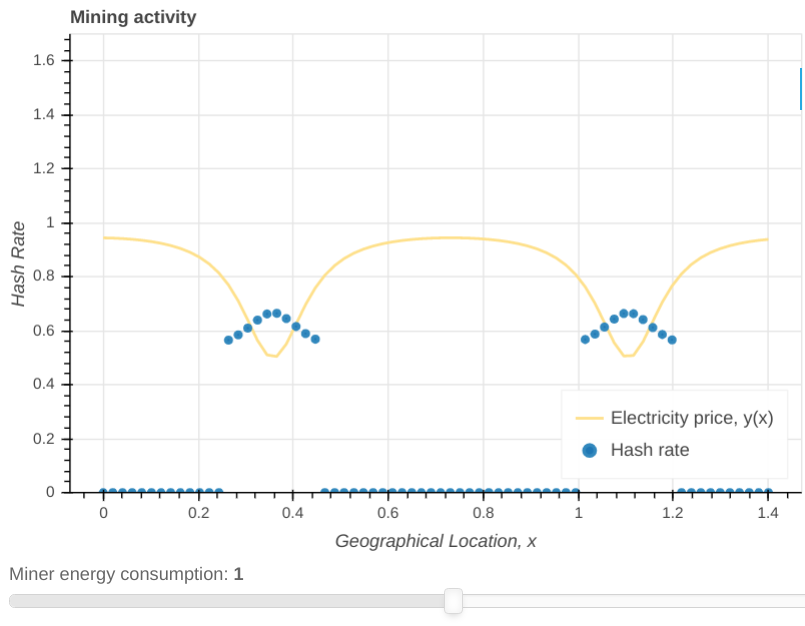 Mining activity
Hash Rate
1.6
1.4
1.2
1
0.8
0.6
0.4
0.2
0
Electricity price, y(x)
Hash rate
0 0.2 0.4 0.6 0.8 1 1.2 1.4
Geographical Location, x
Miner energy consumption: 1